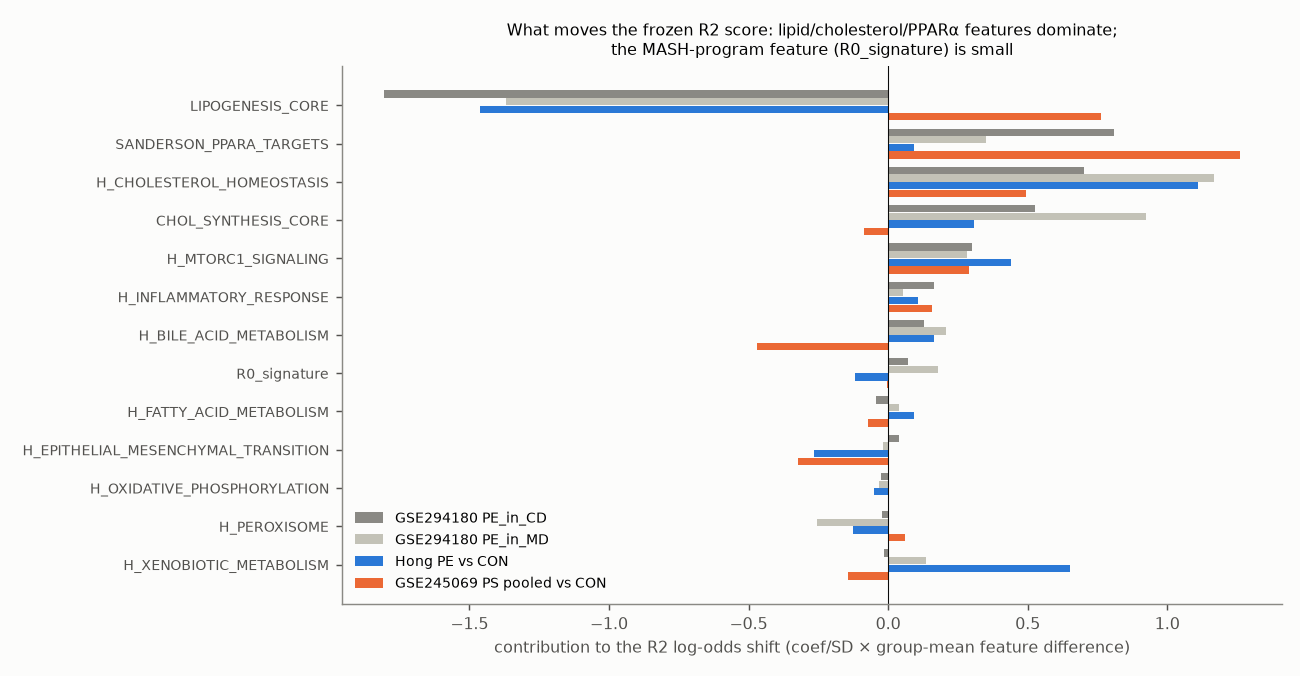 What moves the frozen R2 score: lipid/cholesterol/PPARα features dominate;
the MASH-program feature (R0_signature) is small
LIPOGENESIS_CORE
SANDERSON_PPARA_TARGETS
H_CHOLESTEROL_HOMEOSTASIS
CHOL_SYNTHESIS_CORE
H_MTORC1_SIGNALING
H_INFLAMMATORY_RESPONSE
H_BILE_ACID_METABOLISM
R0_signature
H_FATTY_ACID_METABOLISM
H_EPITHELIAL_MESENCHYMAL_TRANSITION
H_OXIDATIVE_PHOSPHORYLATION
H_PEROXISOME
H_XENOBIOTIC_METABOLISM
GSE294180 PE_in_CD
GSE294180 PE_in_MD
Hong PE vs CON
GSE245069 PS pooled vs CON
−1.5 −1.0 −0.5 0.0 0.5 1.0
contribution to the R2 log-odds shift (coef/SD × group-mean feature difference)